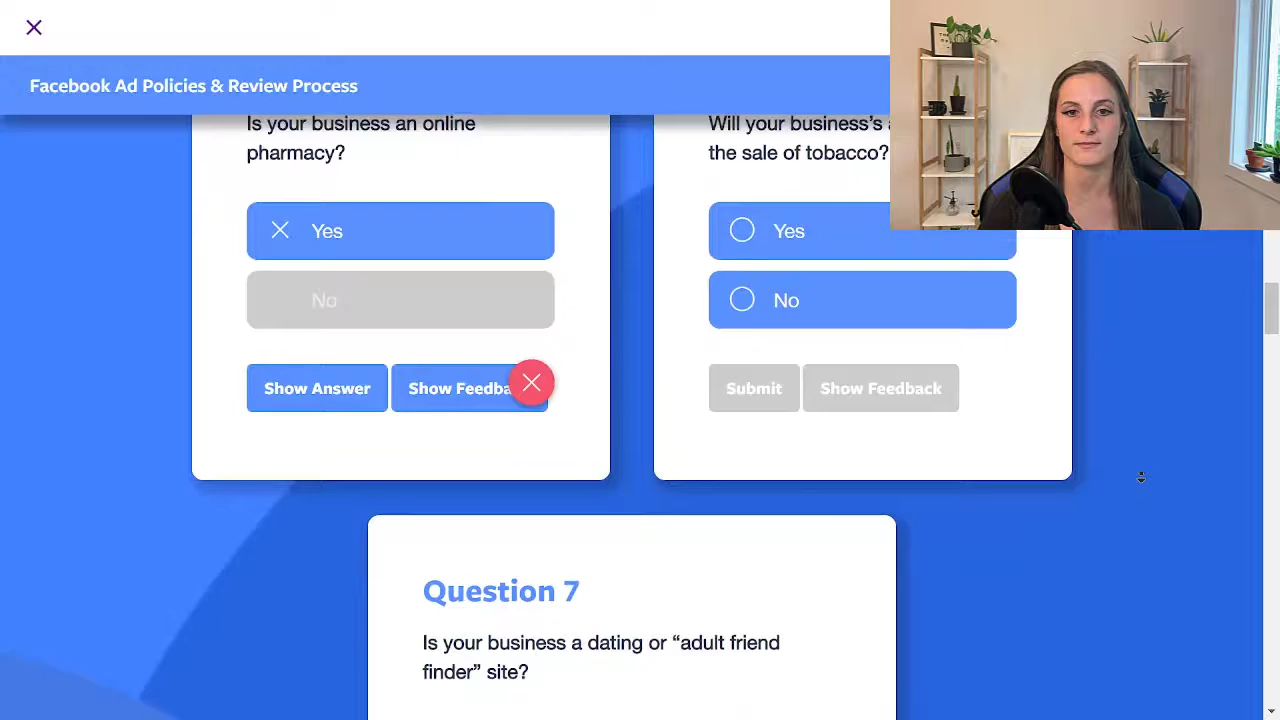 Facebook Ad Policies & Review Process
Is your business an online
pharmacy?
Yes
No
Show Answer
Show Feedba
Will your business's
the sale of tobacco?
Yes
No
Submit
Show Feedback
Question 7
Is your business a dating or “adult friend
finder” site?